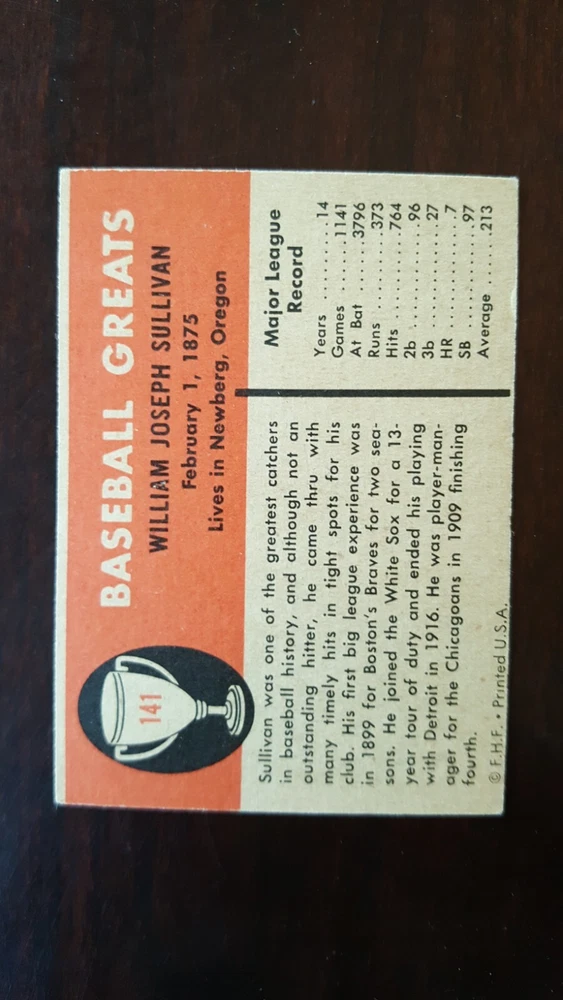 141
BASEBALL GREATS
WILLIAM JOSEPH SULLIVAN
February 1, 1875
Lives in Newberg, Oregon
Sullivan was one of the greatest catchers
in baseball history, and although not an
outstanding hitter, he came thru with
many timely hits in tight spots for his
club. His first big league experience was
in 1899 for Boston's Braves for two sea-
sons. He joined the White Sox for a 13-
year tour of duty and ended his playing
with Detroit in 1916. He was player-man-
ager for the Chicagoans in 1909 finishing
fourth.
Major League
Record
Years ..........14
Games .......1141
At Bat .......3796
Runs ..........373
Hits ...........764
2b .............96
3b .............27
HR ..............7
SB .............97
Average ......213
© F.H.F. • Printed U.S.A.